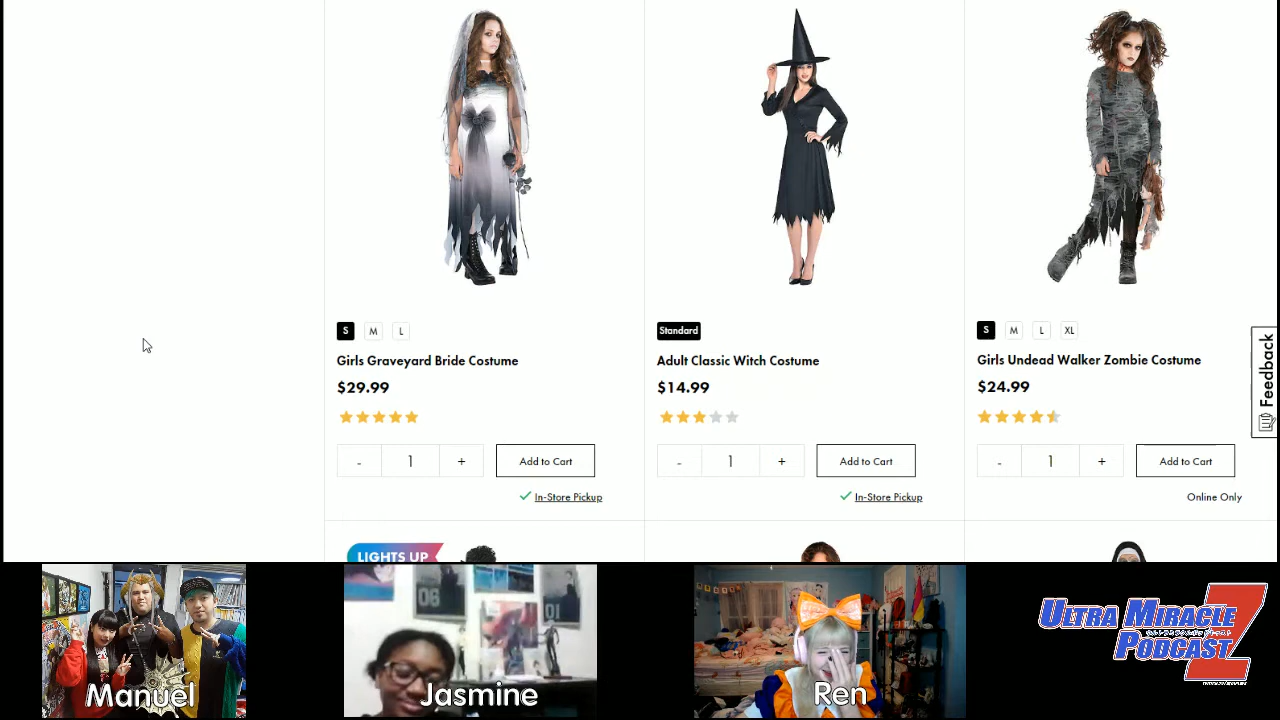 S M L
Girls Graveyard Bride Costume
$29.99
- 1 + Add to Cart
In-Store Pickup
Standard
Adult Classic Witch Costume
$14.99
- 1 + Add to Cart
In-Store Pickup
S M L XL
Girls Undead Walker Zombie Costume
$24.99
- 1 + Add to Cart
Online Only
Feedback
LIGHTS UP
06
01
Manuel
Jasmine
Ren
ULTRA MIRACLE
PODCAST
Z